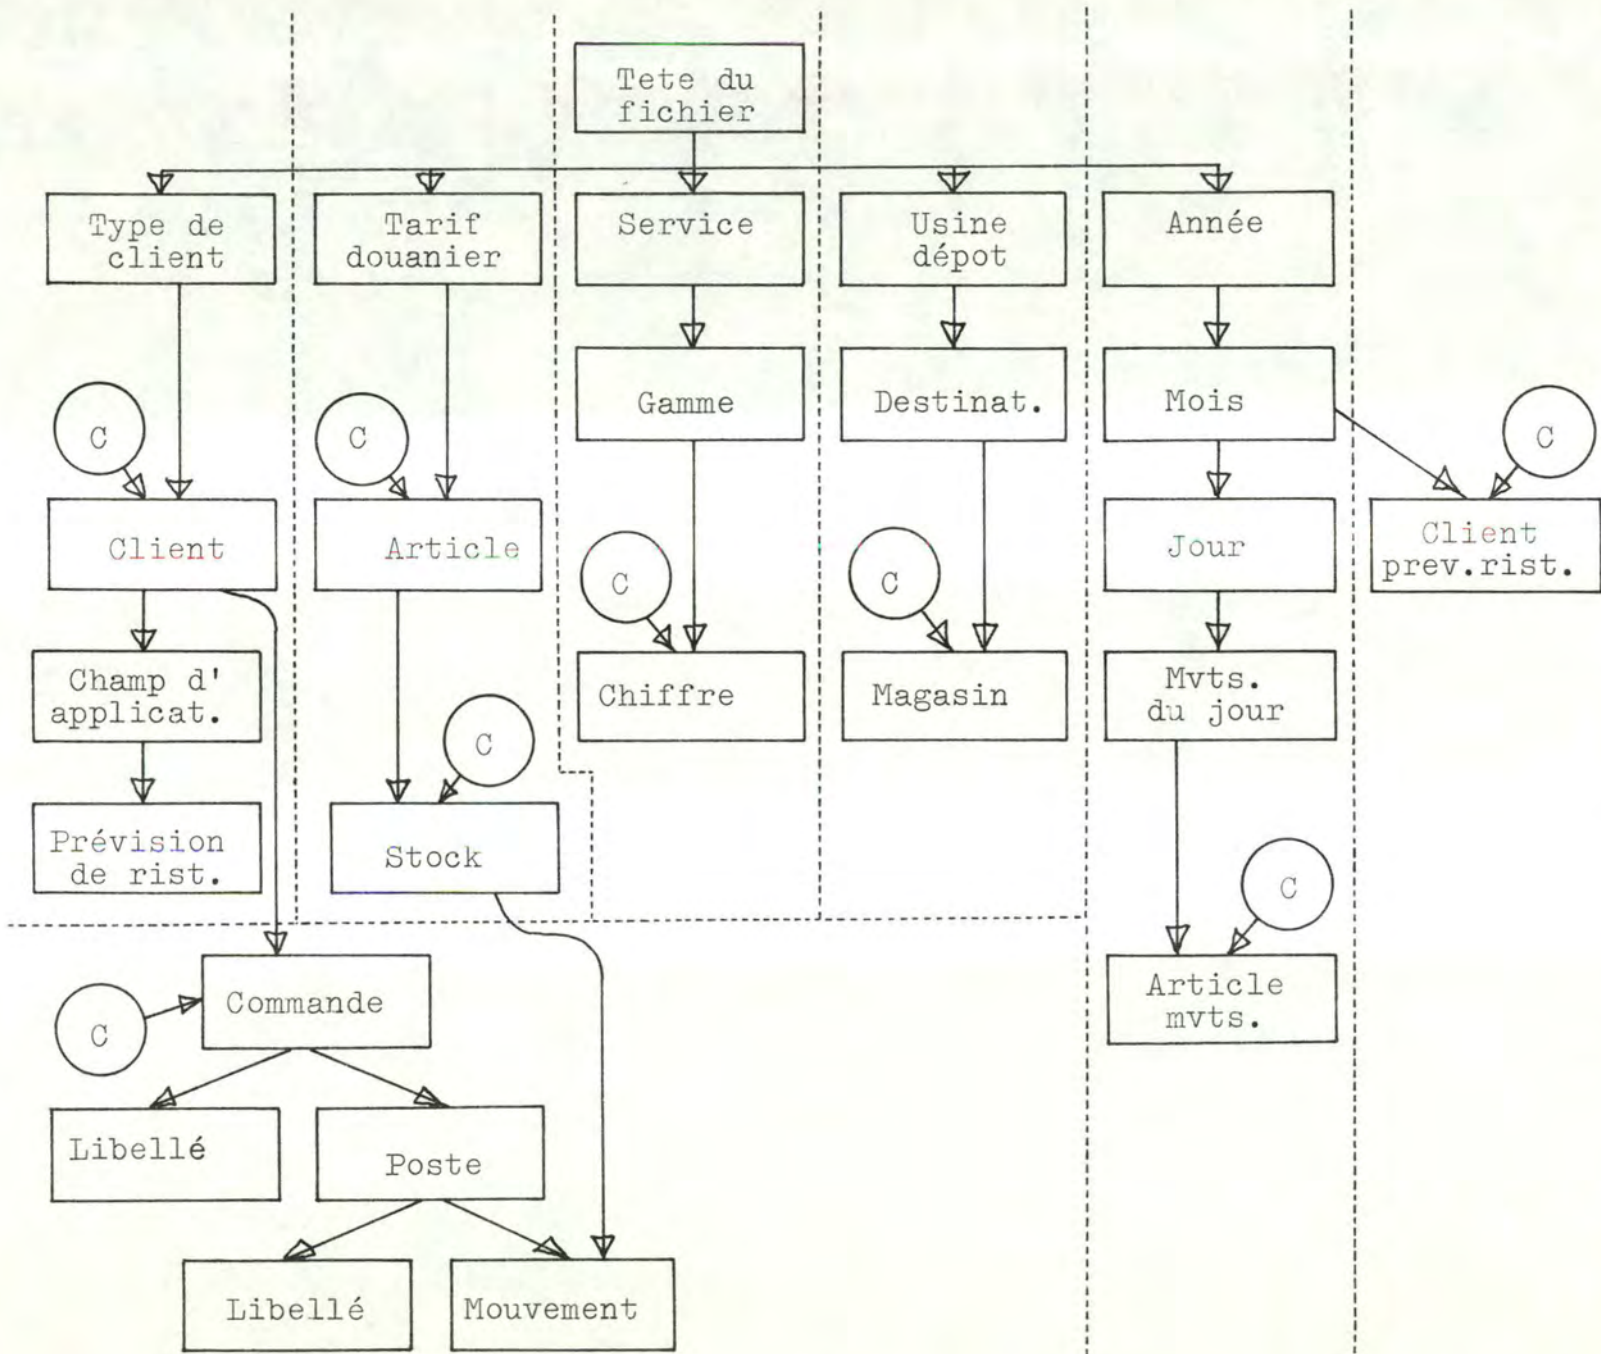 Tete du
fichier
Type de
client
Tarif
douanier
Service
Usine
dépot
Année
Gamme
Destinat.
Mois
C
C
C
Client
Article
Jour
Client
prev.rist.
C
C
Champ d'
applicat.
Chiffre
Magasin
Mvts.
du jour
C
Prévision
de rist.
Stock
C
Commande
C
Article
mvts.
Libellé
Poste
Libellé
Mouvement